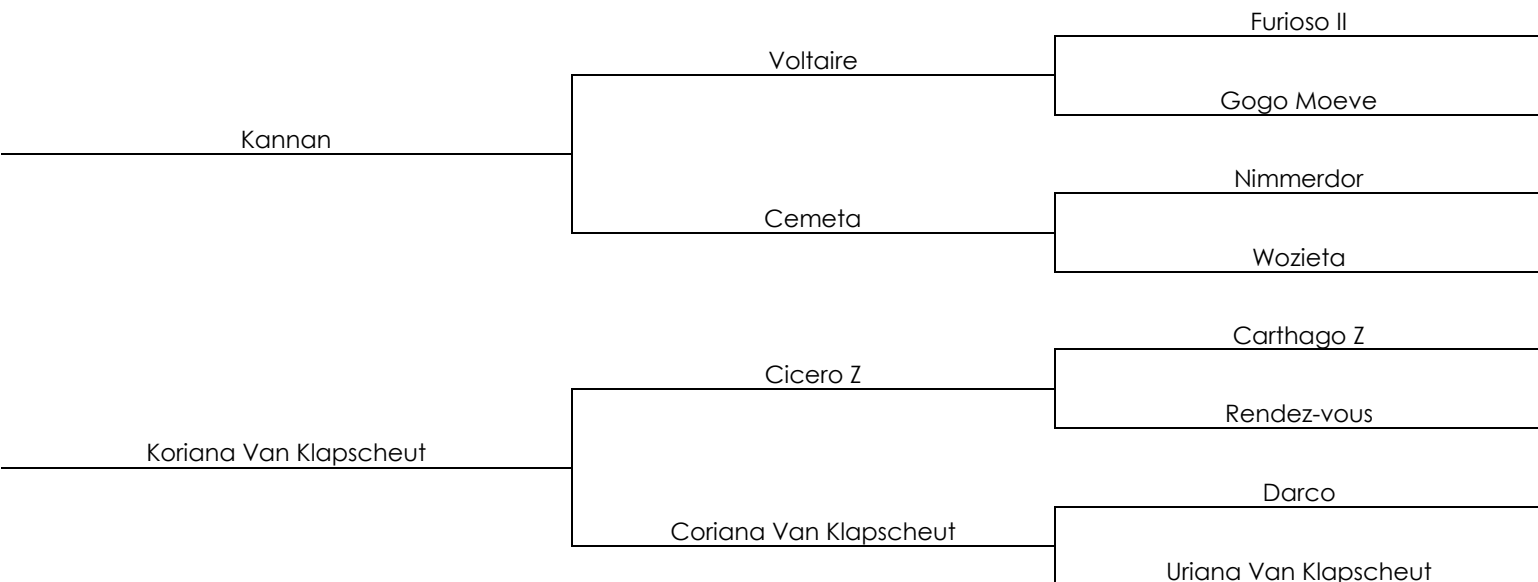 Furioso II
Voltaire
Gogo Moeve
Kannan
Nimmerdor
Cemeta
Wozieta
Carthago Z
Cicero Z
Rendez-vous
Koriana Van Klapscheut
Darco
Coriana Van Klapscheut
Uriana Van Klapscheut